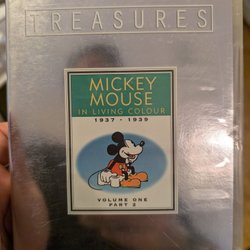 TREASURES
MICKEY
MOUSE
IN LIVING COLOUR
1937 - 1939
VOLUME ONE
PART 2